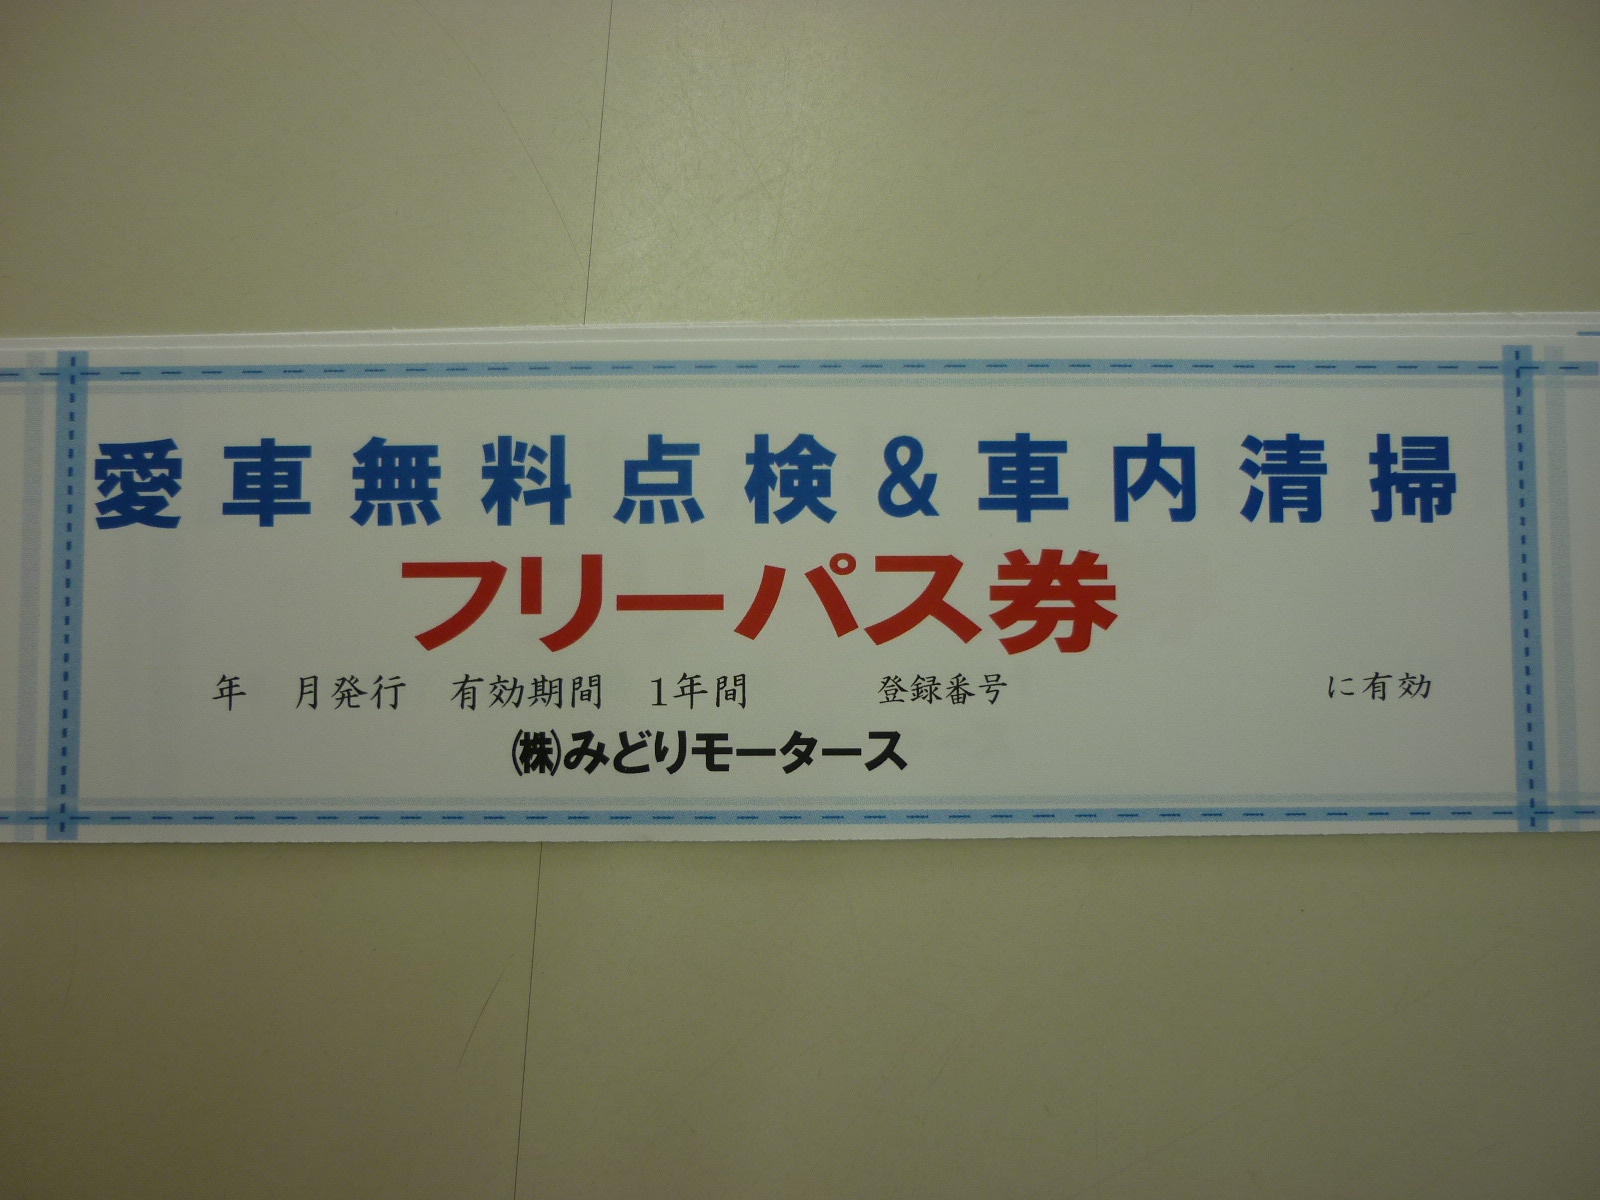 愛車無料点検&車内清掃
フリーパス券
年　月発行　有効期間　1年間　登録番号　に有効
㈱みどりモータース